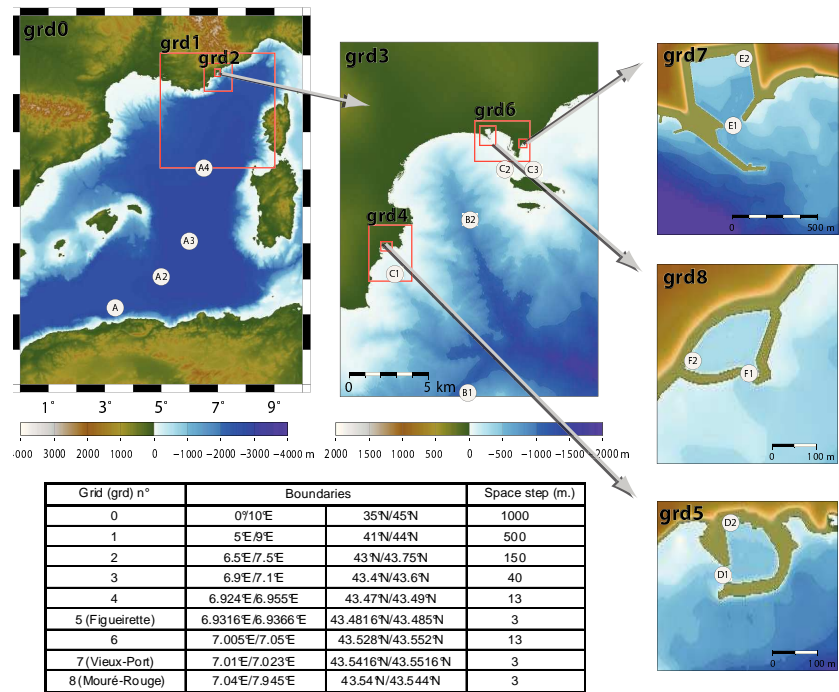 grd0
grd1
grd2
A4
A3
A2
A
1° 3° 5° 7° 9°
000 3000 2000 1000 0 -1000 -2000 -3000 -4000 m
grd3
grd6
C2
C3
B2
grd4
C1
0 5 km
B1
2000 1500 1000 500 0 -500 -1000 -1500 -2000 m
grd7
E2
E1
0 500 m
grd8
F2
F1
0 100 m
grd5
D2
D1
0 100 m
Grid (grd) n° Boundaries Space step (m.)
0 0°/10°E 35°N/45°N 1000
1 5°E/9°E 41°N/44°N 500
2 6.5°E/7.5°E 43°N/43.75°N 150
3 6.9°E/7.1°E 43.4°N/43.6°N 40
4 6.924°E/6.955°E 43.47°N/43.49°N 13
5 (Figueirette) 6.9316°E/6.9366°E 43.4816°N/43.485°N 3
6 7.005°E/7.05°E 43.528°N/43.552°N 13
7 (Vieux-Port) 7.01°E/7.023°E 43.5416°N/43.5516°N 3
8 (Mouré-Rouge) 7.04°E/7.945°E 43.54°N/43.544°N 3